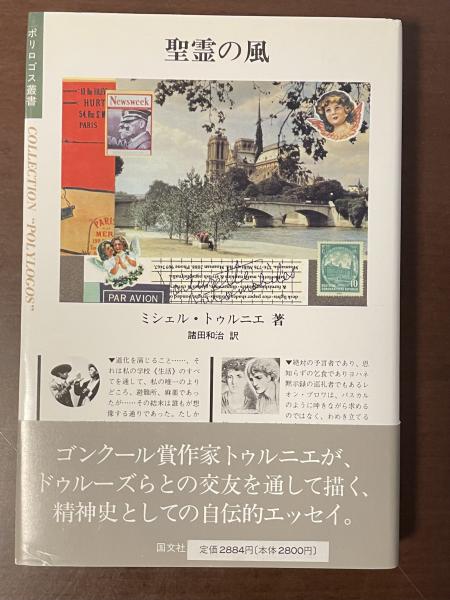 ポリロゴス叢書
COLLECTION "POLYLOGOS"
聖霊の風
Newsweek
HURT
PARIS
PAR AVION
10
ミシェル・トゥルニエ 著
諸田和治 訳
▼道化を演じること……、そ
れは私の学校《生活》のすべ
てを通して、私の唯一のより
どころ、避難所、麻薬であっ
たが……その結末は誰もが想
像する通りであった。たしか
▼絶対の予言者であり、恩
知らずの乞食でありヨハネ
黙示録の巡礼者でもあるレ
オン・ブロワは、パスカル
のように呻きながら求める
のではなく、わめき立てる
ゴンクール賞作家トゥルニエが、
ドゥルーズらとの交友を通して描く、
精神史としての自伝的エッセイ。
国文社
定価2884円〔本体2800円〕